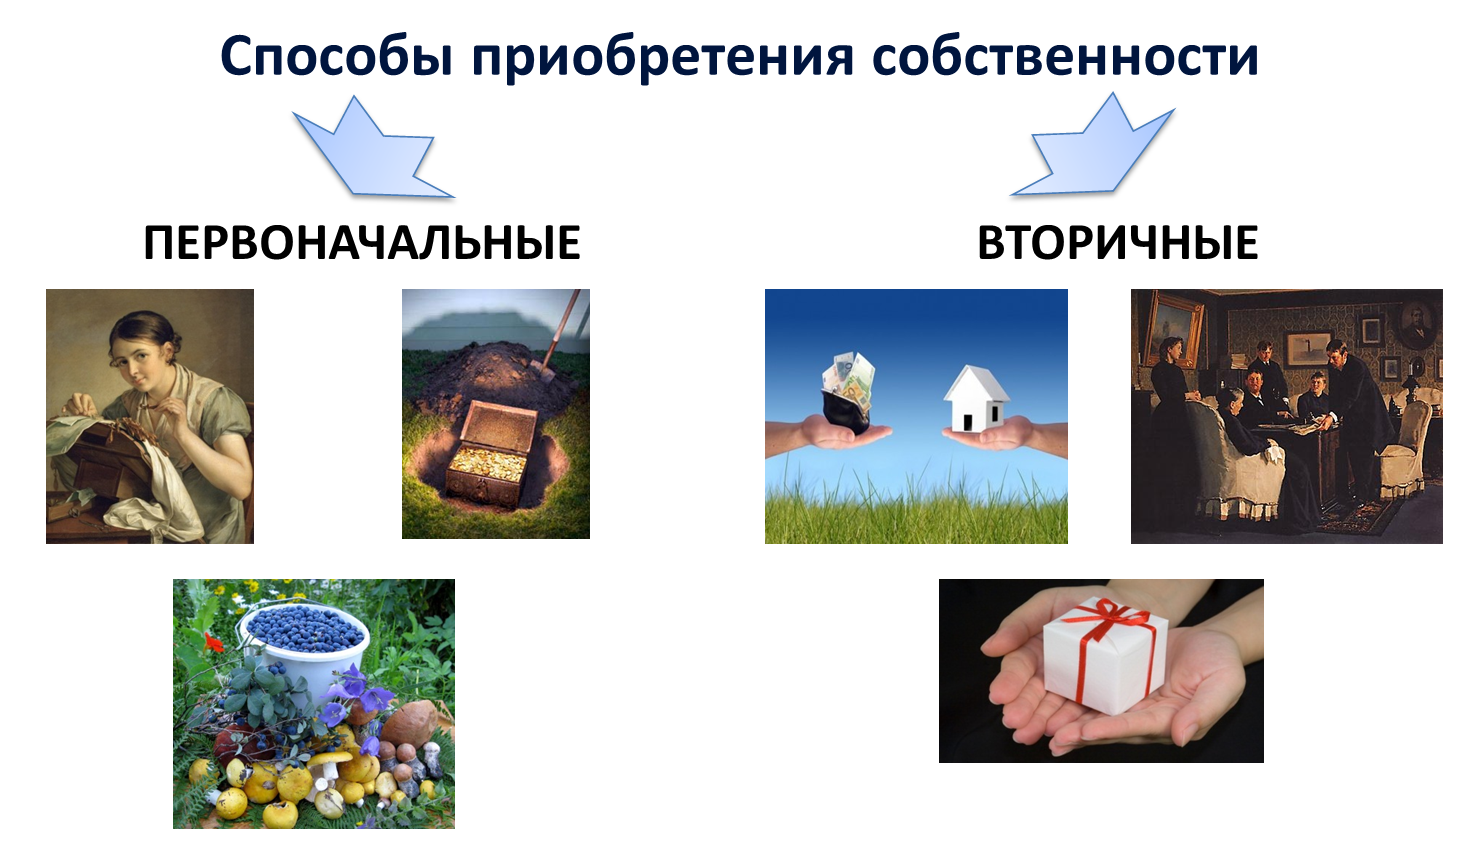 Способы приобретения собственности
ПЕРВОНАЧАЛЬНЫЕ
ВТОРИЧНЫЕ